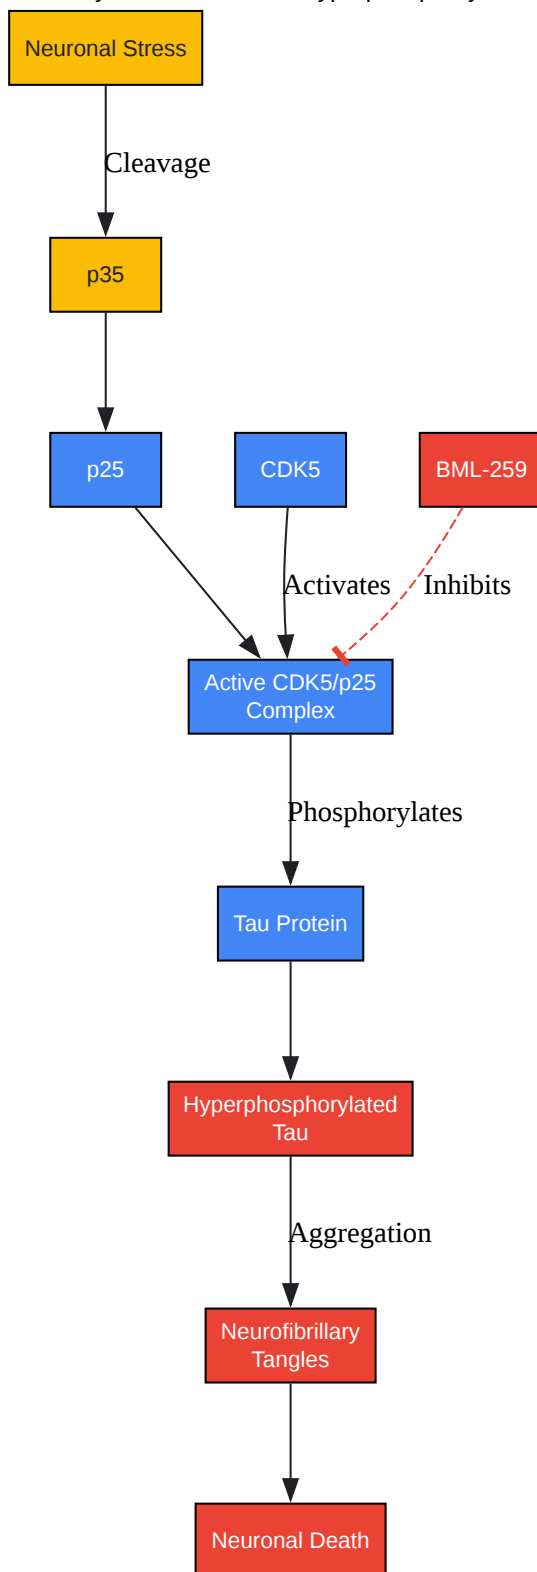 Neuronal Stress
Cleavage
p35
p25
CDK5
BML-259
Activates
Inhibits
Active CDK5/p25
Complex
Phosphorylates
Tau Protein
Hyperphosphorylated
Tau
Aggregation
Neurofibrillary
Tangles
Neuronal Death